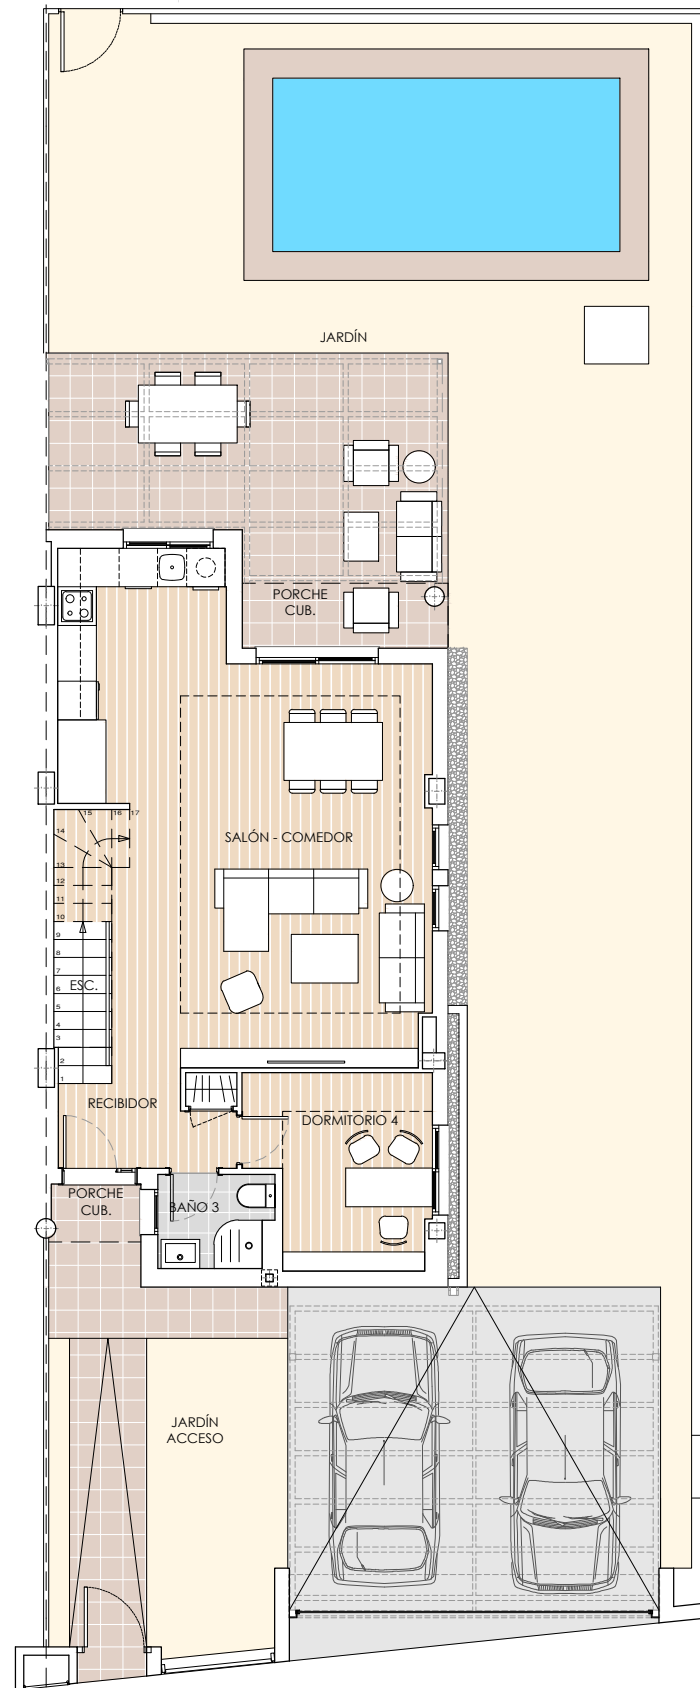 JARDÍN
PORCHE
CUB.
15 16 17
14
SALÓN - COMEDOR
13
12
11
10
9
8
7
ESC.
6
5
4
3
2
1
RECIBIDOR
DORMITORIO 4
PORCHE
CUB.
BAÑO 3
JARDÍN
ACCESO